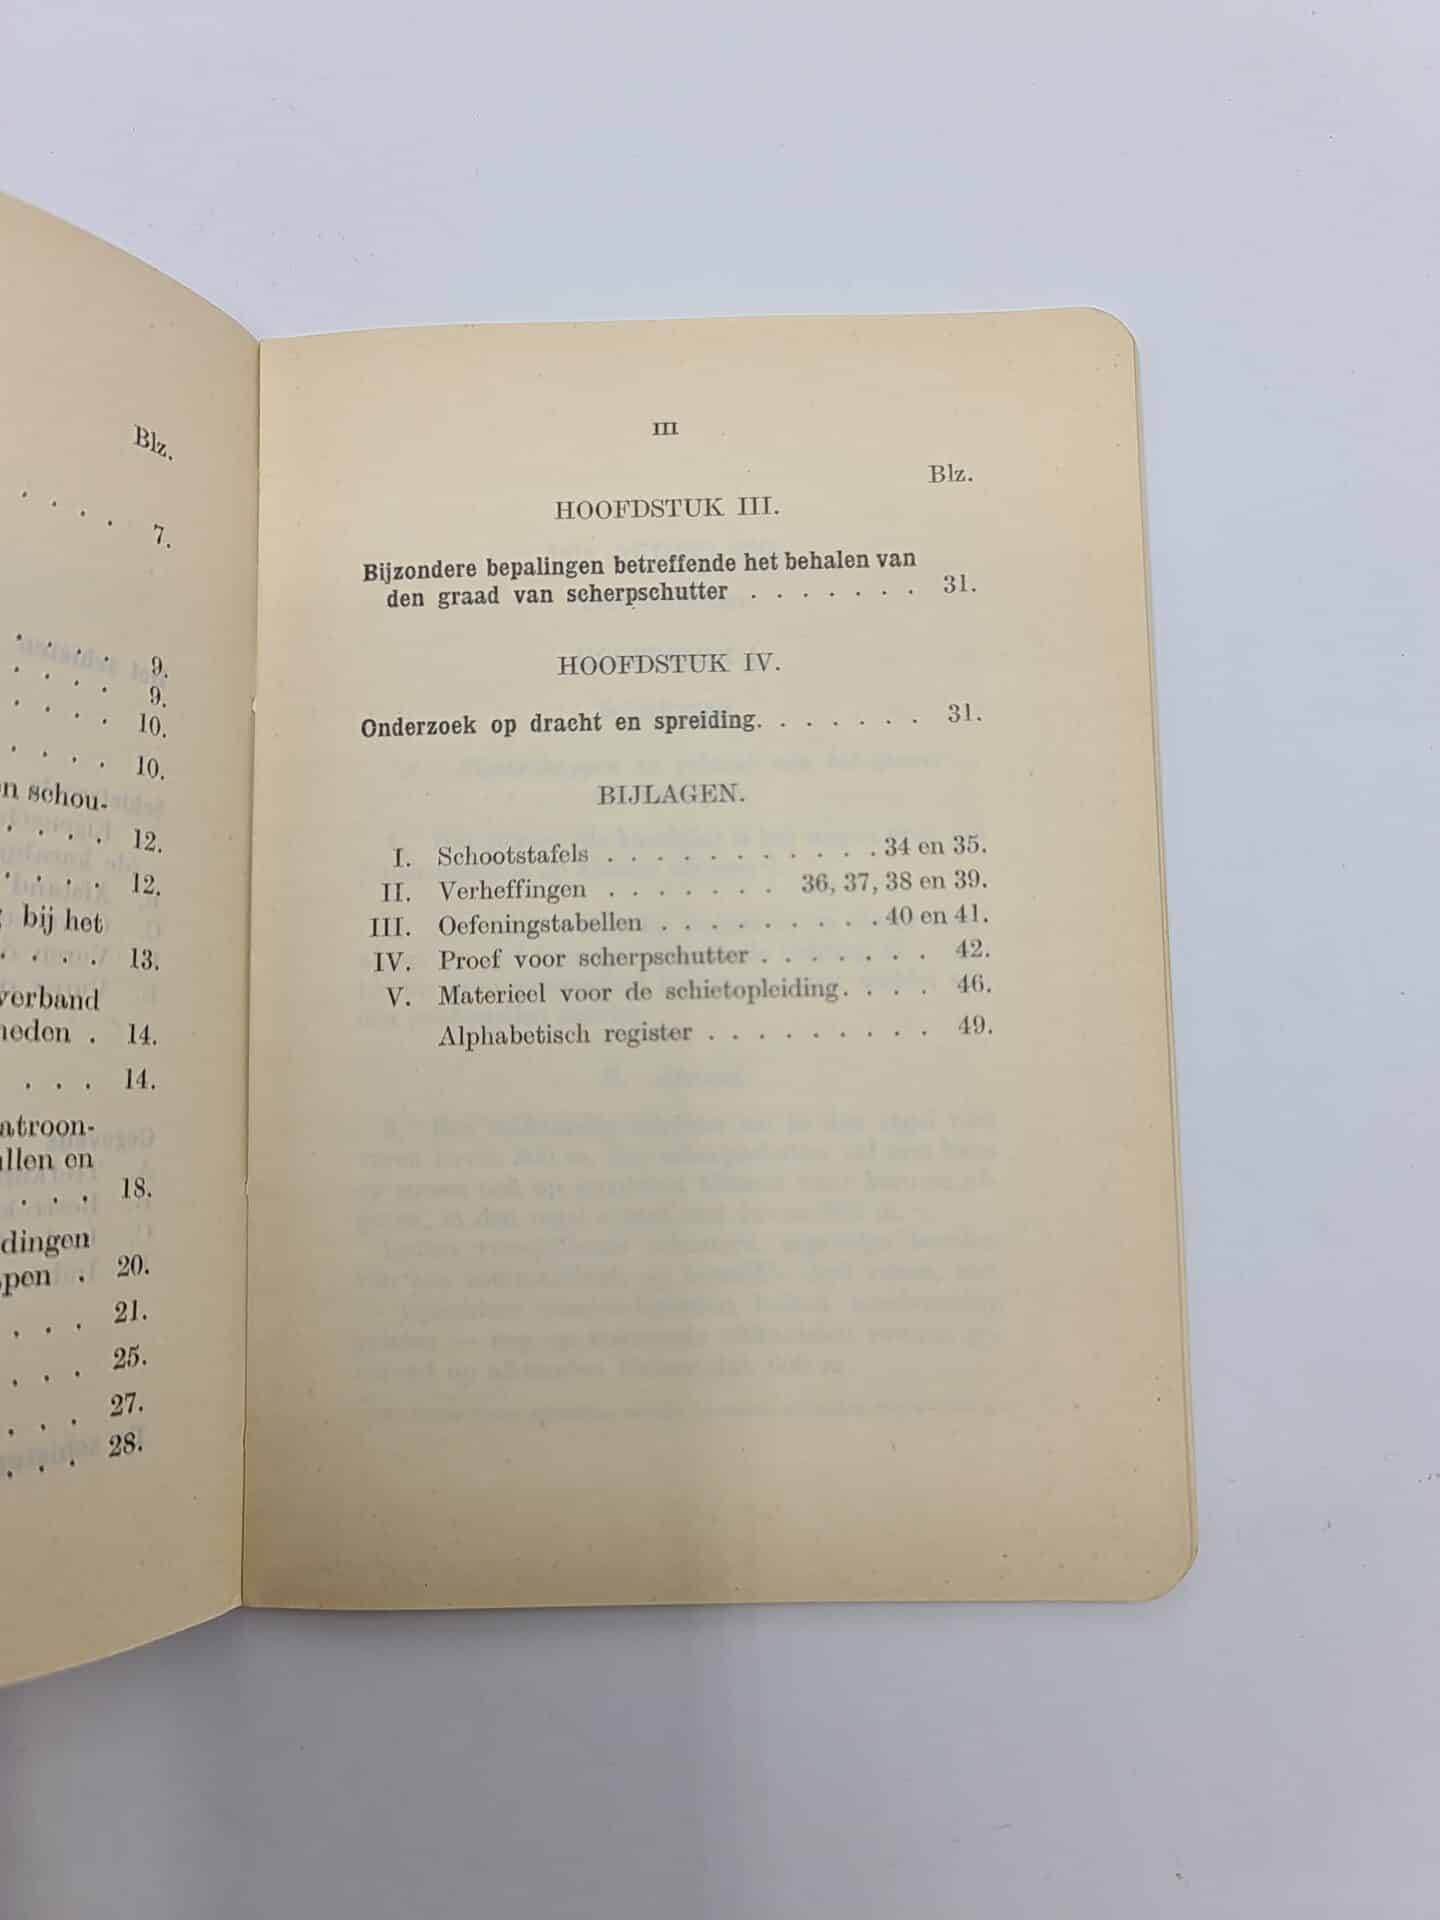 Blz.
. . . . 7.
. . . . 9.
. . . . 9.
. . . . 10.
. . . . 10.
n schou-
. . . . 12.
. . . . 12.
bij het
. . . . 13.
verband
heden . 14.
. . . 14.
atroon-
llen en
. . . 18.
dingen
pen . 20.
. . . 21.
. . . 25.
. . . 27.
. . . 28.
III
Blz.
HOOFDSTUK III.
Bijzondere bepalingen betreffende het behalen van
den graad van scherpschutter . . . . . . . 31.
HOOFDSTUK IV.
Onderzoek op dracht en spreiding. . . . . . . 31.
BIJLAGEN.
I. Schootstafels . . . . . . . . . . . 34 en 35.
II. Verheffingen . . . . . . . 36, 37, 38 en 39.
III. Oefeningstabellen . . . . . . . . . 40 en 41.
IV. Proef voor scherpschutter . . . . . . . 42.
V. Materieel voor de schietopleiding. . . . 46.
Alphabetisch register . . . . . . . . . 49.